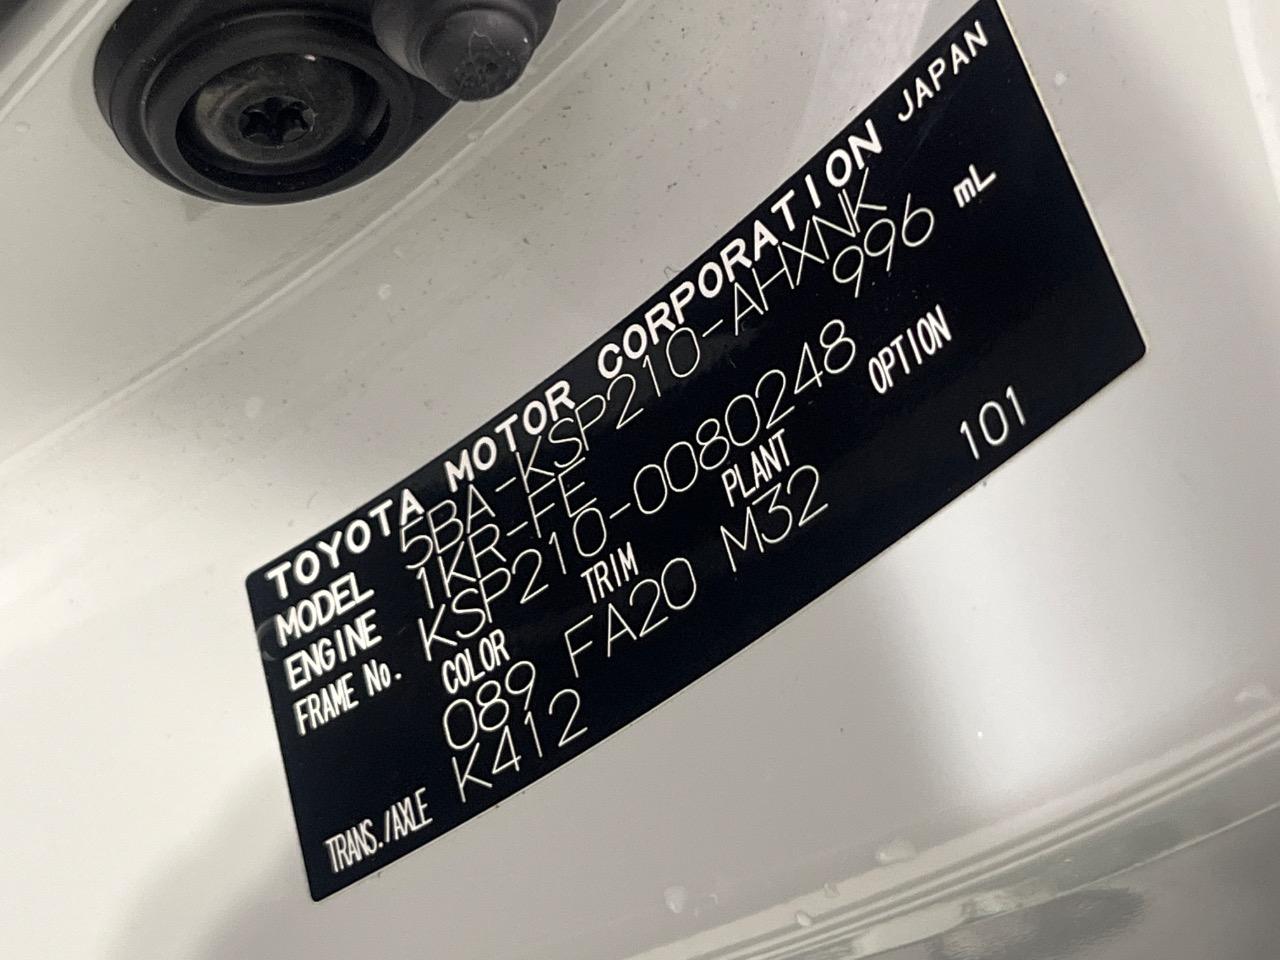 TOYOTA MOTOR CORPORATION JAPAN
MODEL 5BA-KSP210-AHXNK
ENGINE 1KR-FE 996 mL
FRAME No. KSP210-0080248
COLOR TRIM PLANT OPTION
089 FA20 M32 101
TRANS./AXLE K412